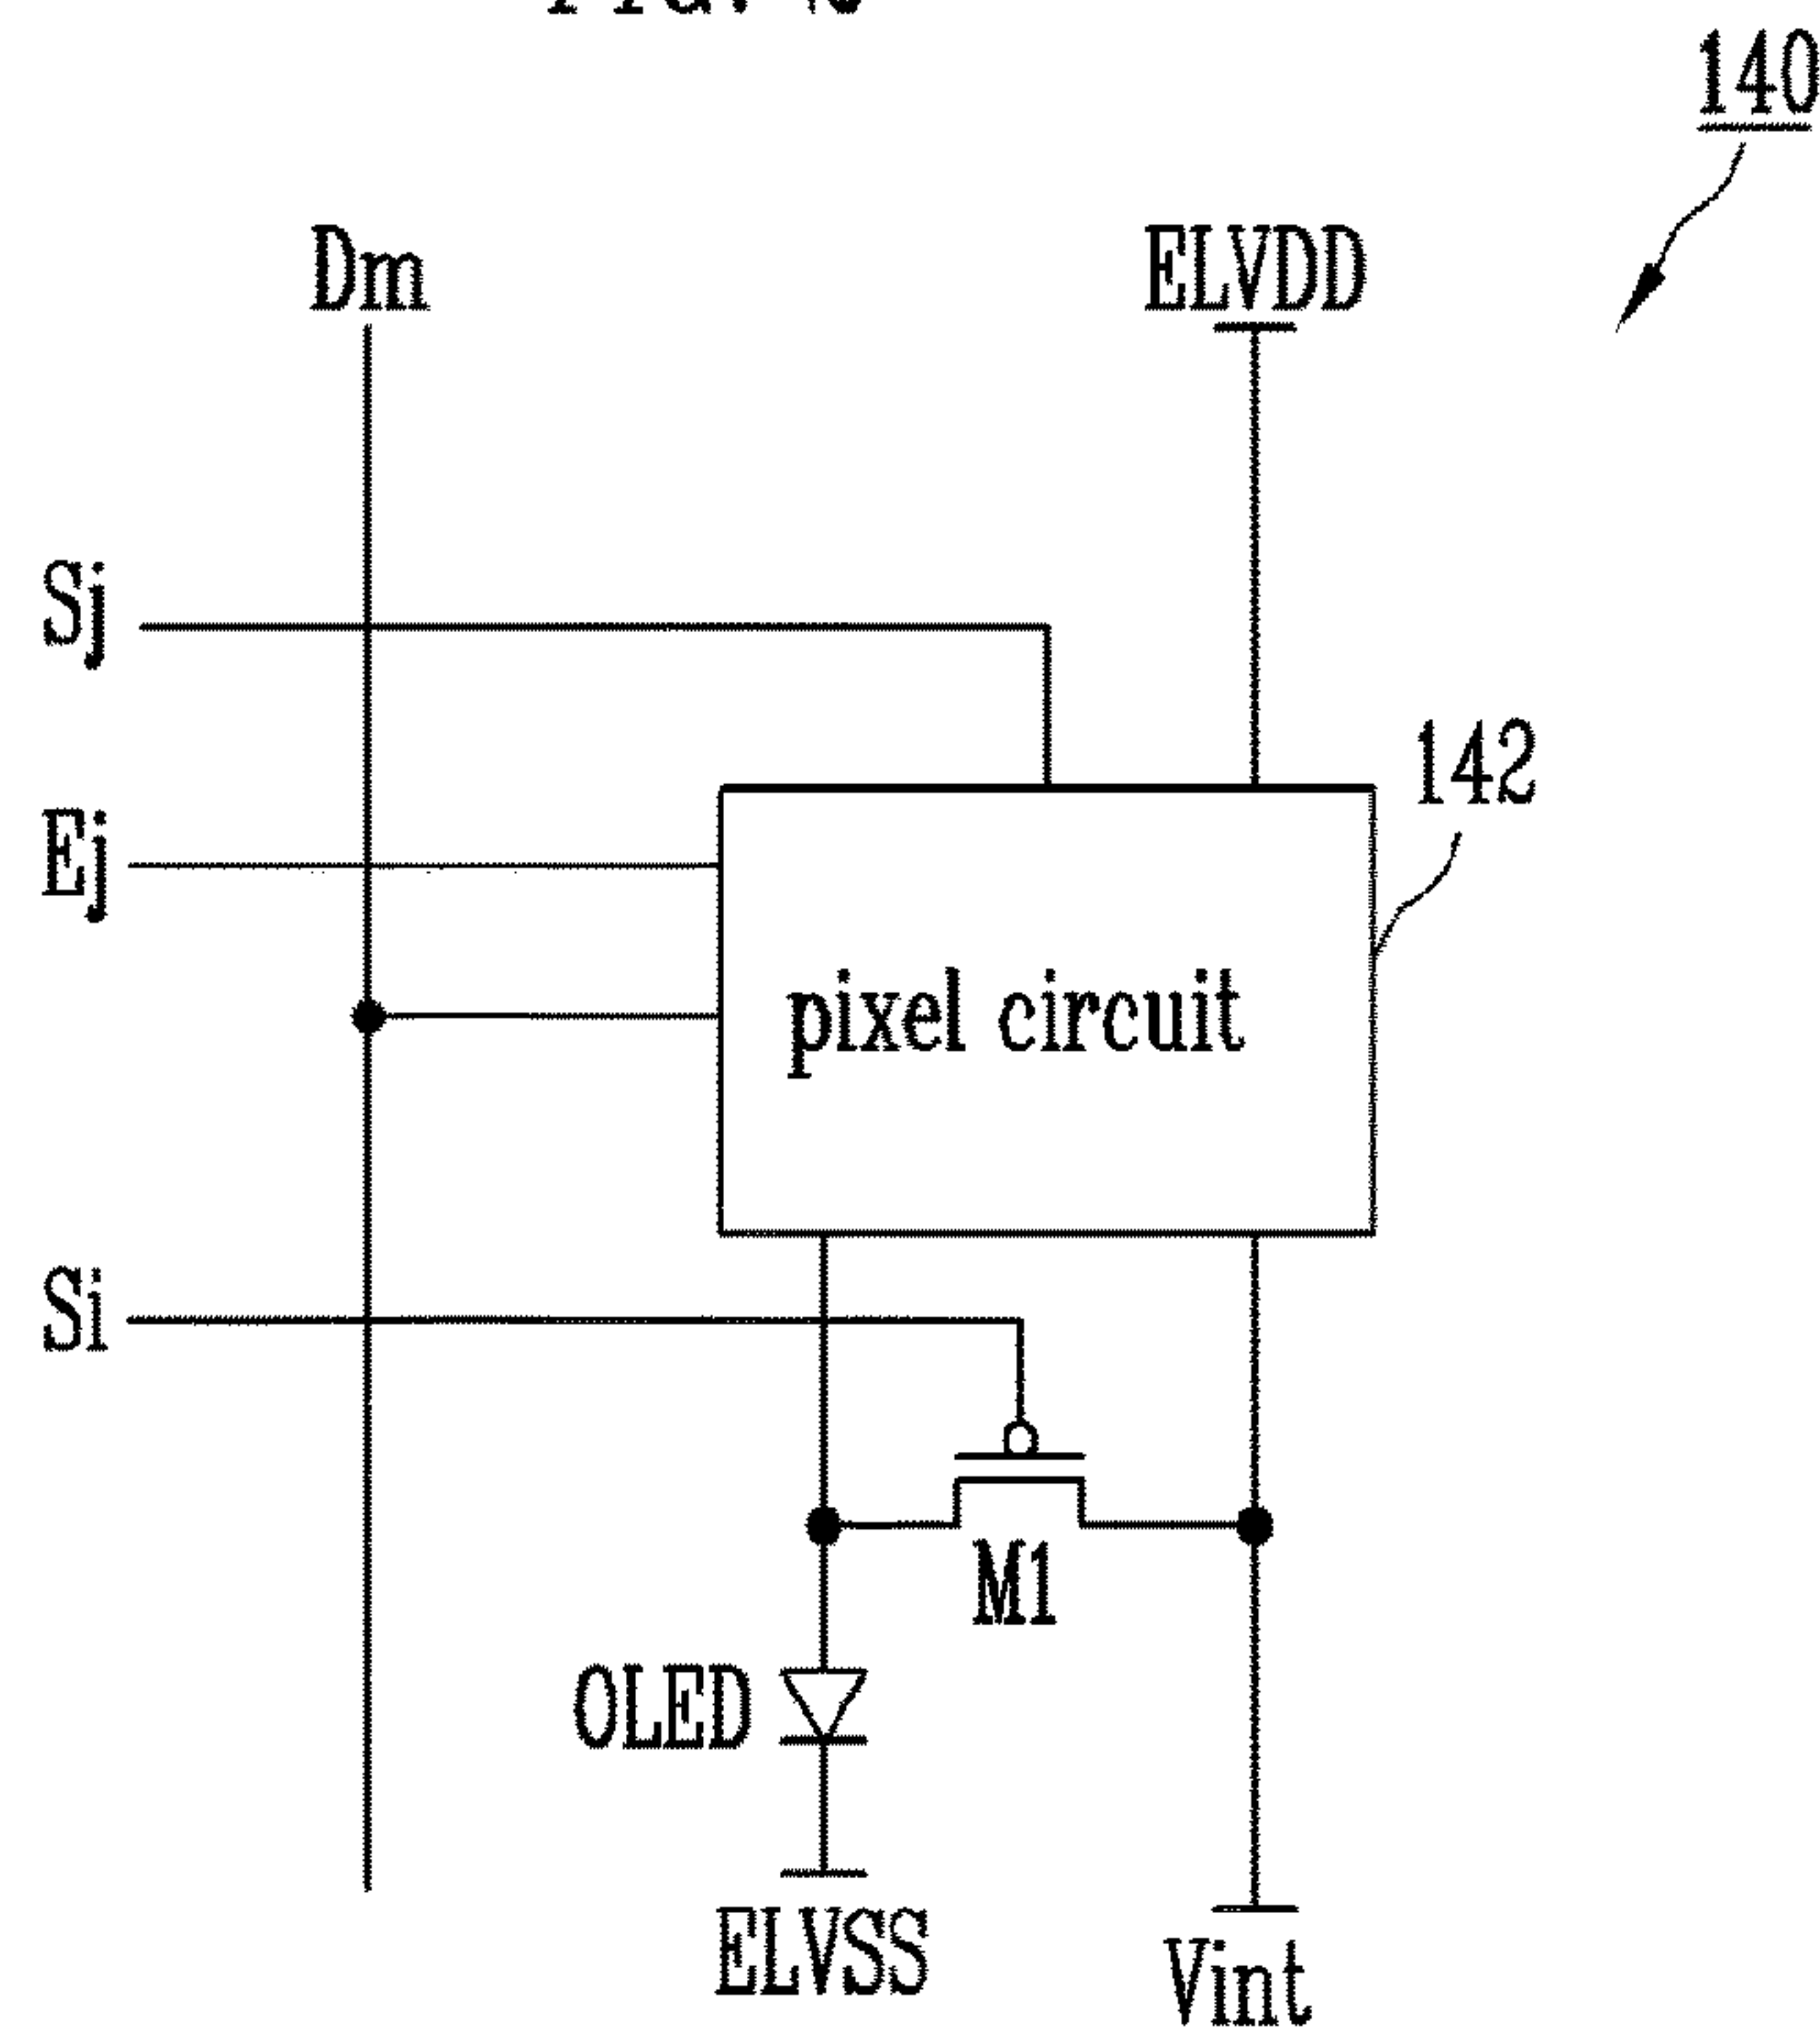 140
Dm
ELVDD
Sj
142
Ej
pixel circuit
Si
M1
OLED
ELVSS
Vint